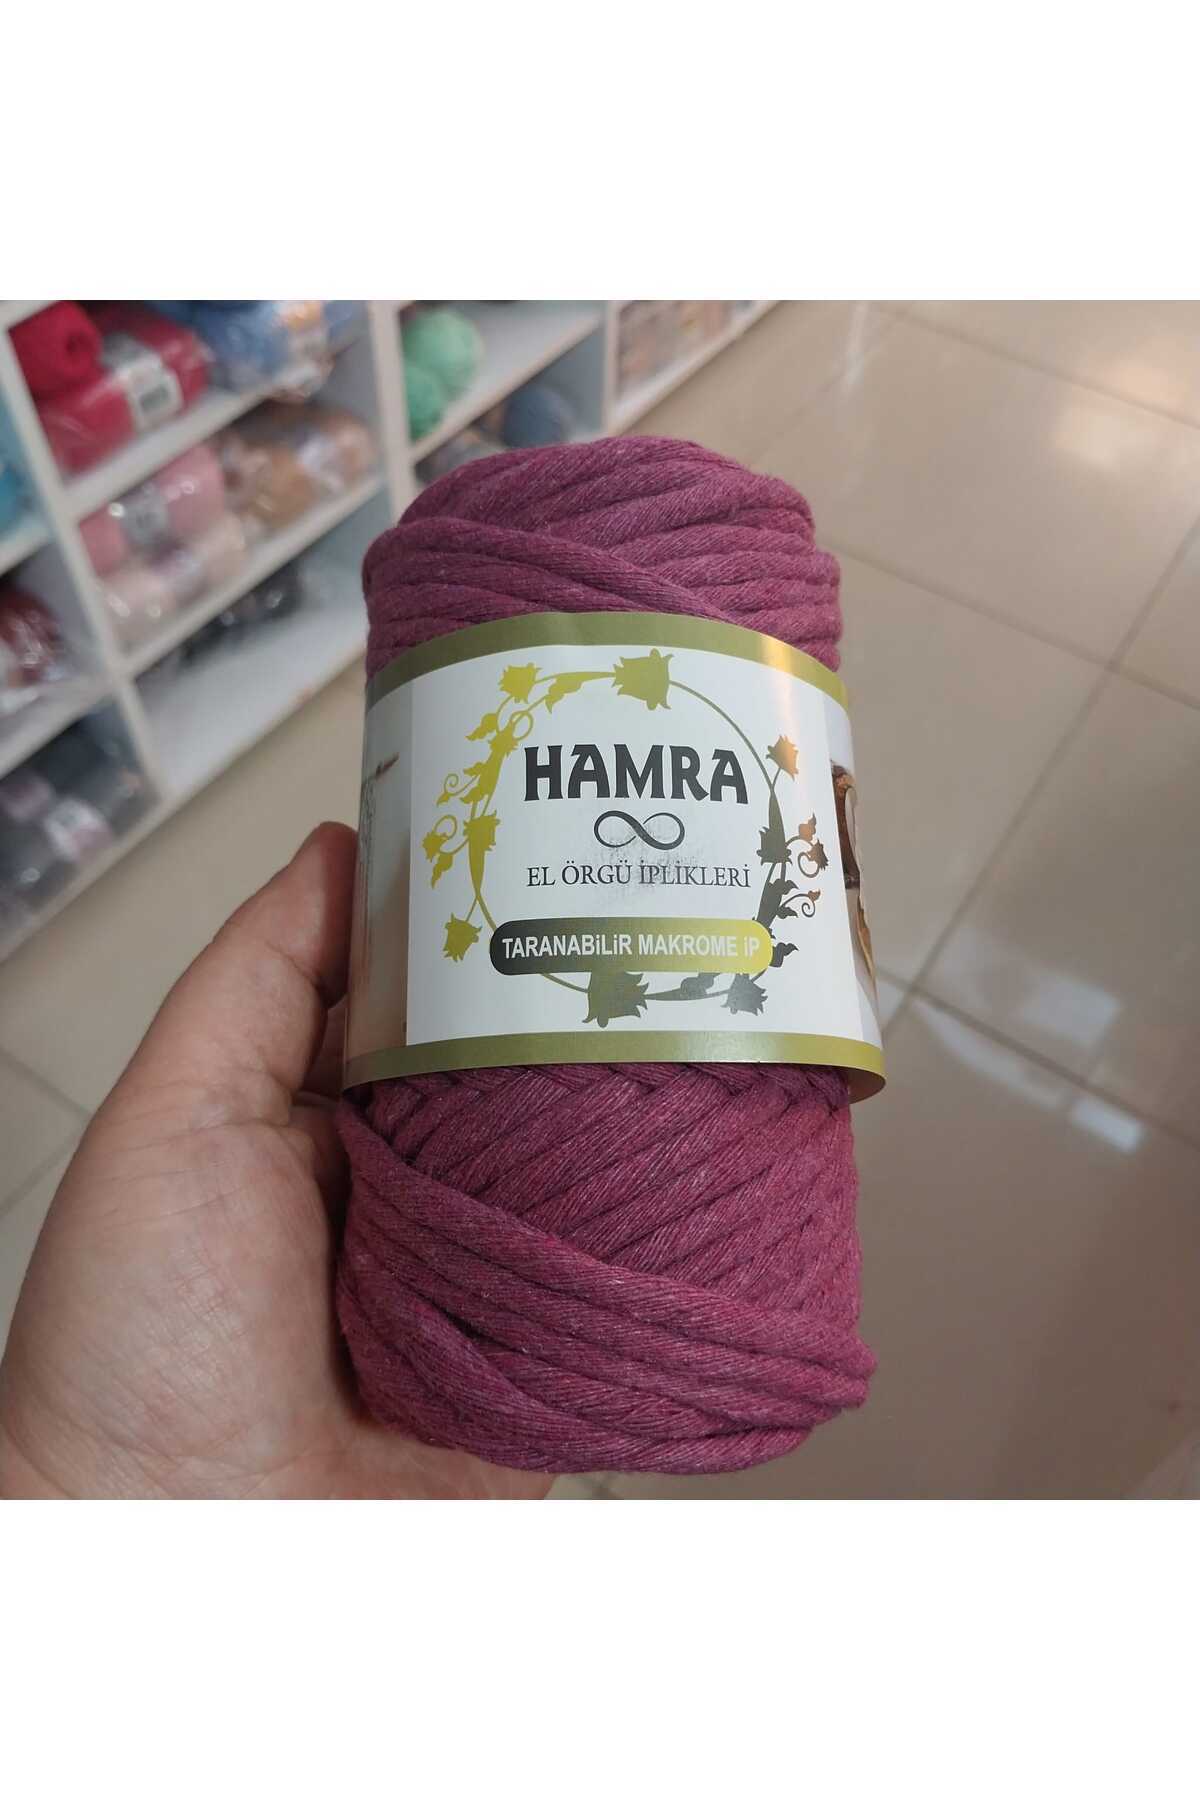 HAMRA
EL ÖRGÜ İPLİKLERİ
TARANABİLİR MAKROME İP